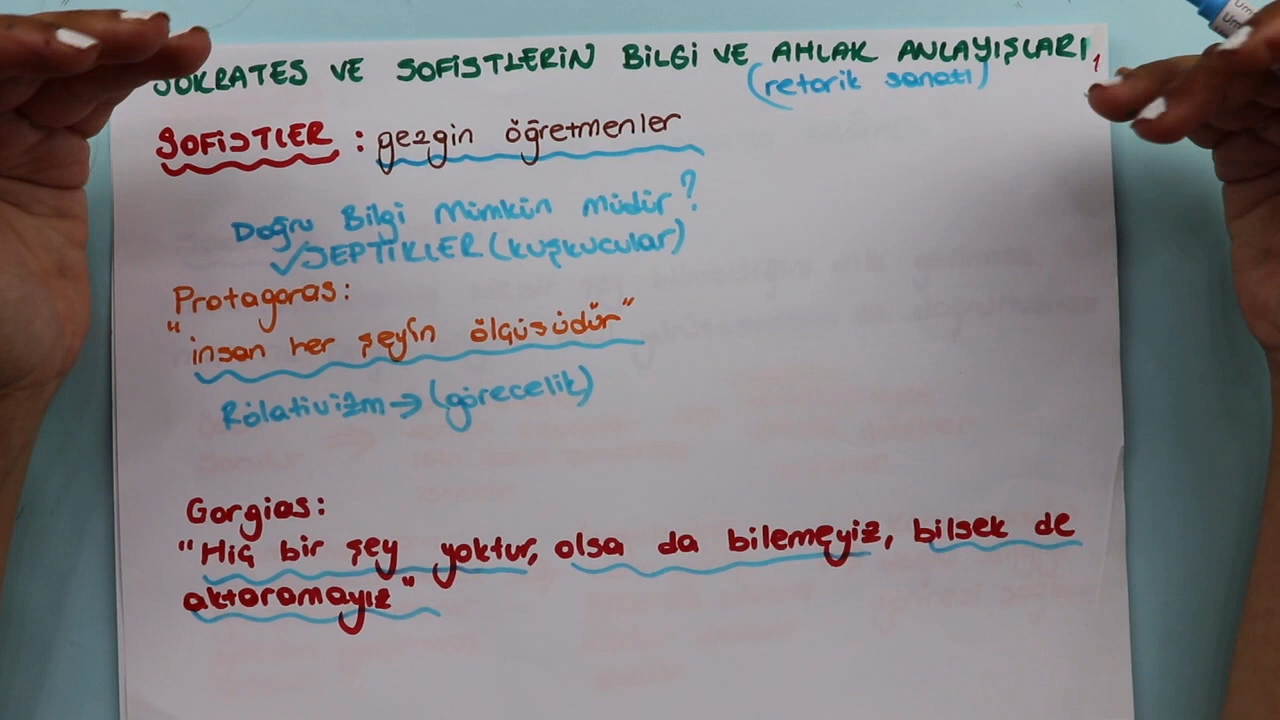 SOKRATES VE SOFİSTLERİN BİLGİ VE AHLAK ANLAYIŞLARI 1
(retorik sanatı)
SOFİSTLER : gezgin öğretmenler
Doğru Bilgi Mümkün müdür?
✓SEPTİKLER (kuşkucular)
Protagoras:
"insan her şeyin ölçüsüdür"
Rölativizm → (görecelik)
Gorgias:
"Hiç bir şey yoktur, olsa da bilemeyiz, bilsek de
aktaramayız"